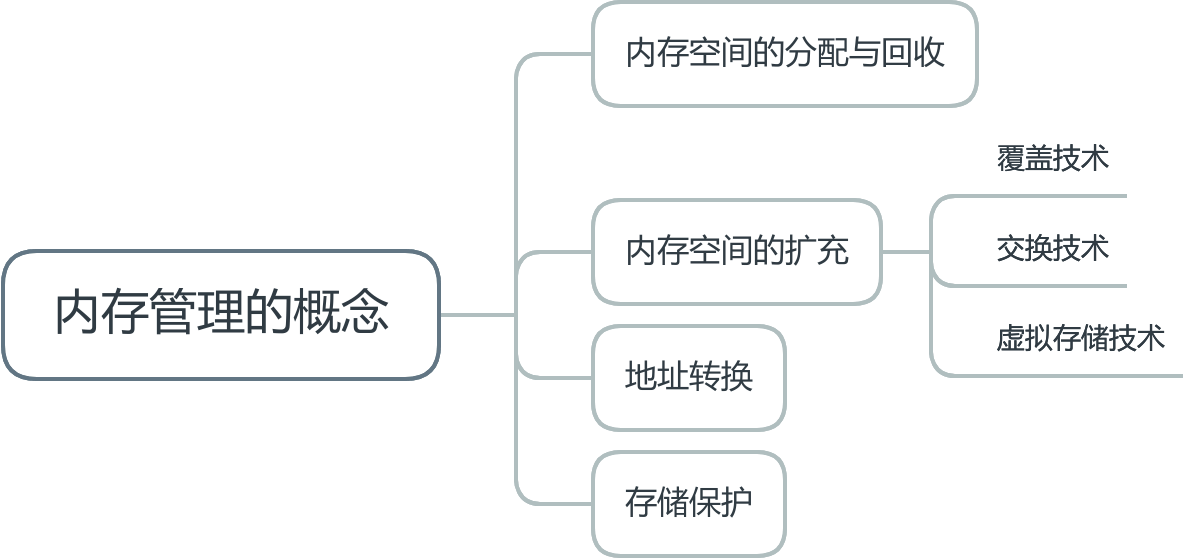 内存管理的概念
内存空间的分配与回收
内存空间的扩充
覆盖技术
交换技术
虚拟存储技术
地址转换
存储保护